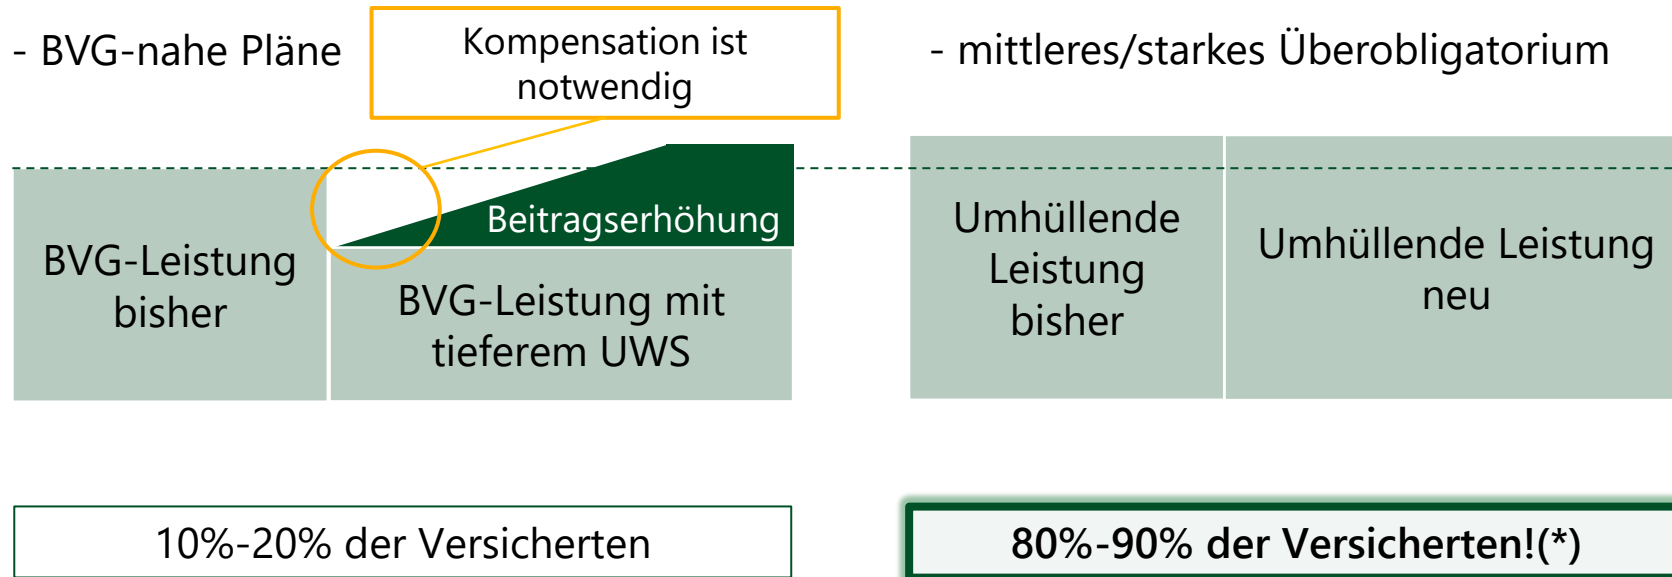 - BVG-nahe Pläne
Kompensation ist
notwendig
BVG-Leistung
bisher
Beitragserhöhung
BVG-Leistung mit
tieferem UWS
10%-20% der Versicherten
- mittleres/starkes Überobligatorium
Umhüllende
Leistung
bisher
Umhüllende Leistung
neu
80%-90% der Versicherten!(*)